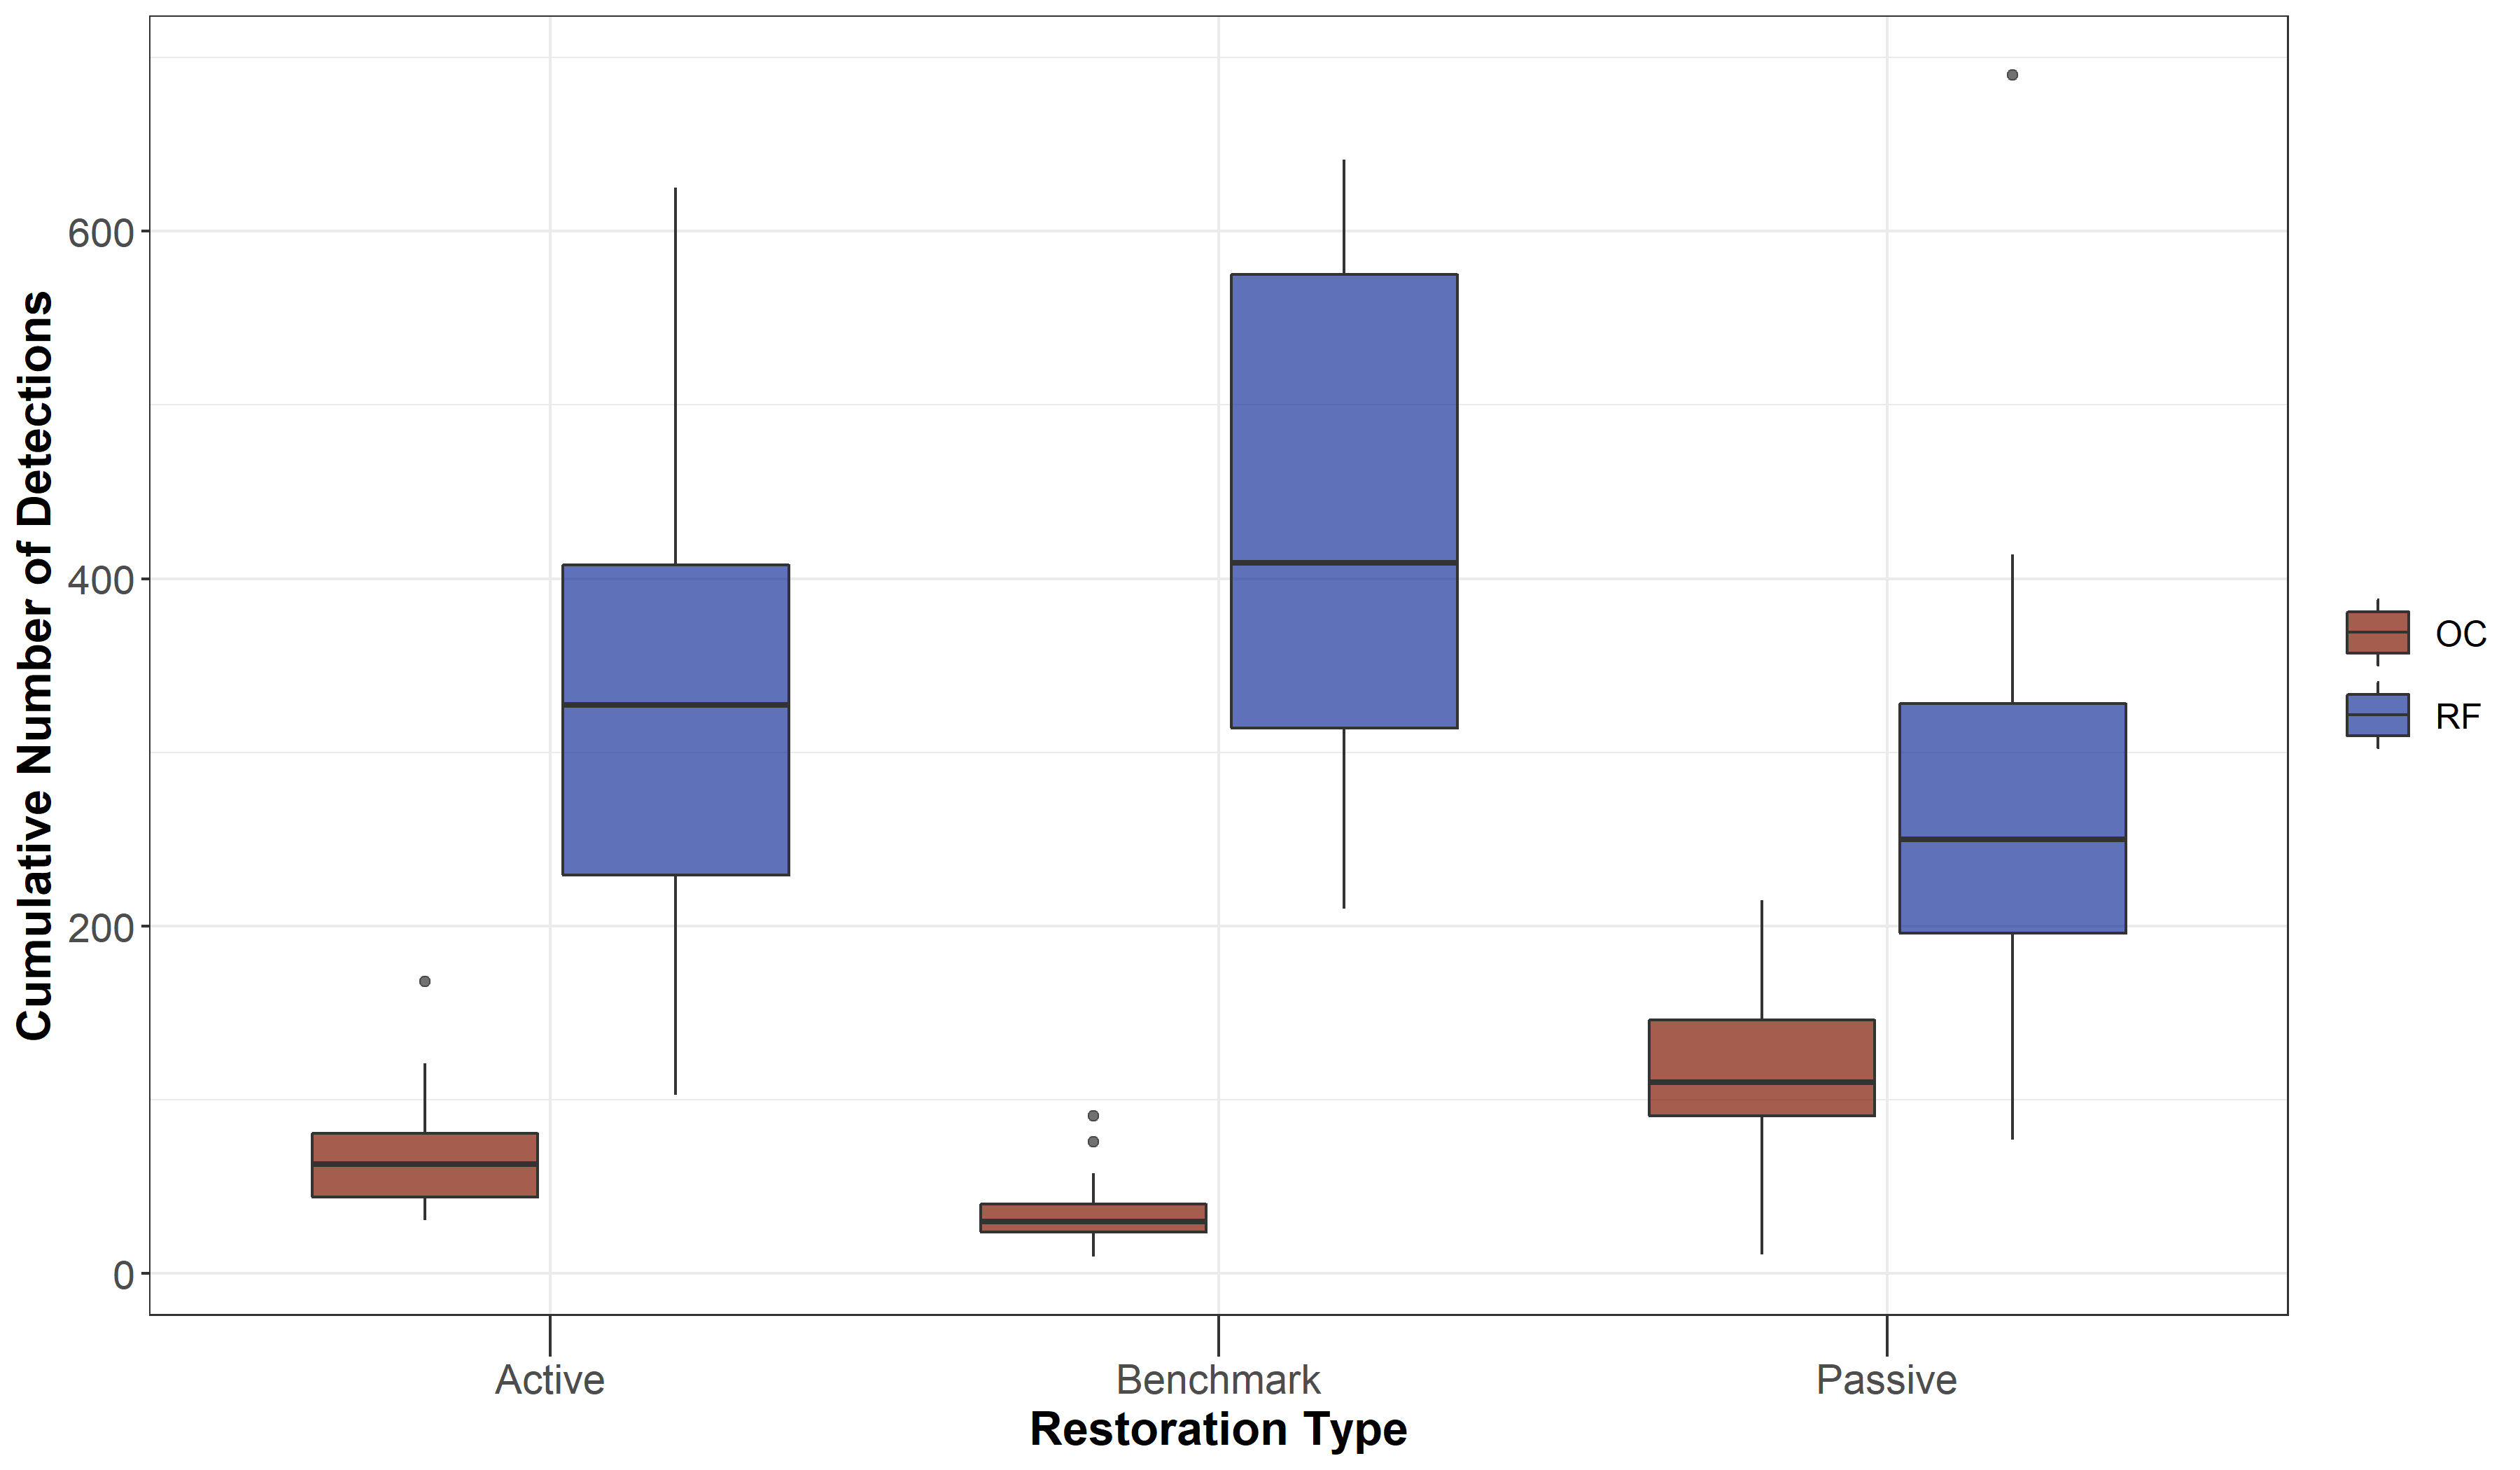 Cumulative Number of Detections
600
400
200
0
Active
Benchmark
Passive
Restoration Type
OC
RF